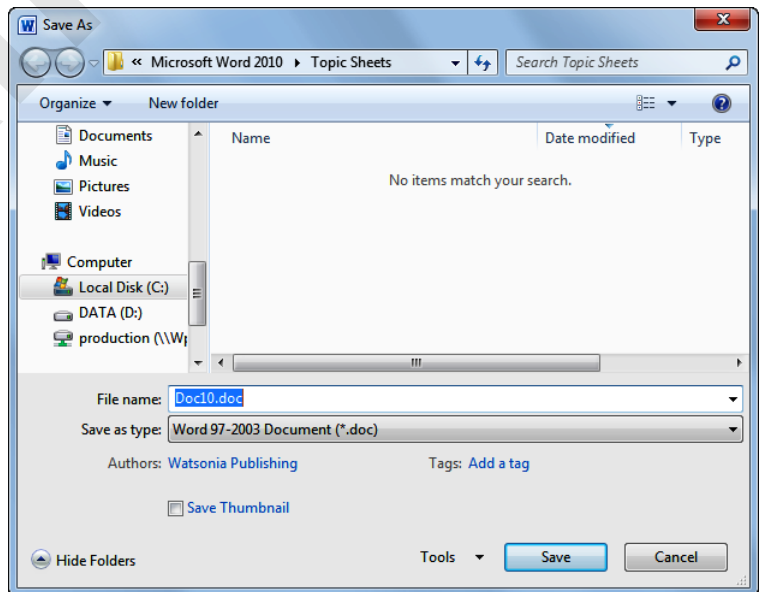 Save As
« Microsoft Word 2010 Topic Sheets Search Topic Sheets
Organize New folder
Name Date modified Type
No items match your search.
Documents
Music
Pictures
Videos
Computer
Local Disk (C:)
DATA (D:)
production (\\Wp
File name: Doc10.doc
Save as type: Word 97-2003 Document (*.doc)
Authors: Watsonia Publishing Tags: Add a tag
Save Thumbnail
Hide Folders Tools Save Cancel